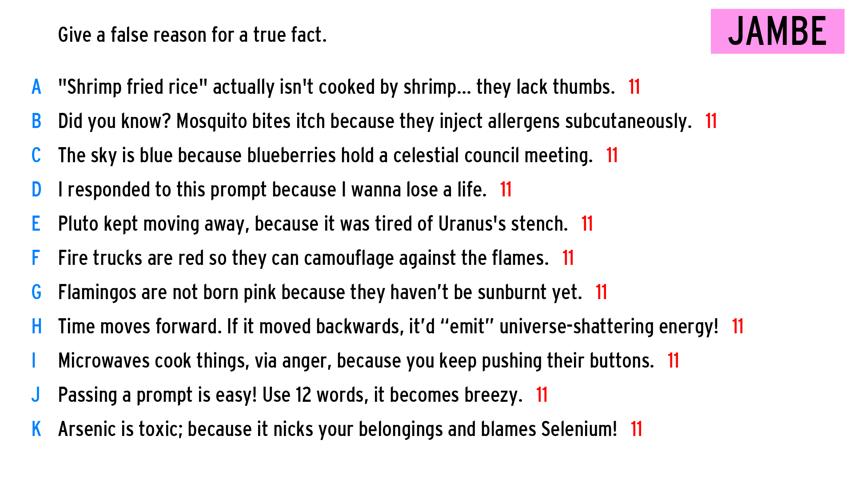 Give a false reason for a true fact.
JAMBE
A "Shrimp fried rice" actually isn't cooked by shrimp... they lack thumbs. 11
B Did you know? Mosquito bites itch because they inject allergens subcutaneously. 11
C The sky is blue because blueberries hold a celestial council meeting. 11
D I responded to this prompt because I wanna lose a life. 11
E Pluto kept moving away, because it was tired of Uranus's stench. 11
F Fire trucks are red so they can camouflage against the flames. 11
G Flamingos are not born pink because they haven’t be sunburnt yet. 11
H Time moves forward. If it moved backwards, it’d “emit” universe-shattering energy! 11
I Microwaves cook things, via anger, because you keep pushing their buttons. 11
J Passing a prompt is easy! Use 12 words, it becomes breezy. 11
K Arsenic is toxic; because it nicks your belongings and blames Selenium! 11